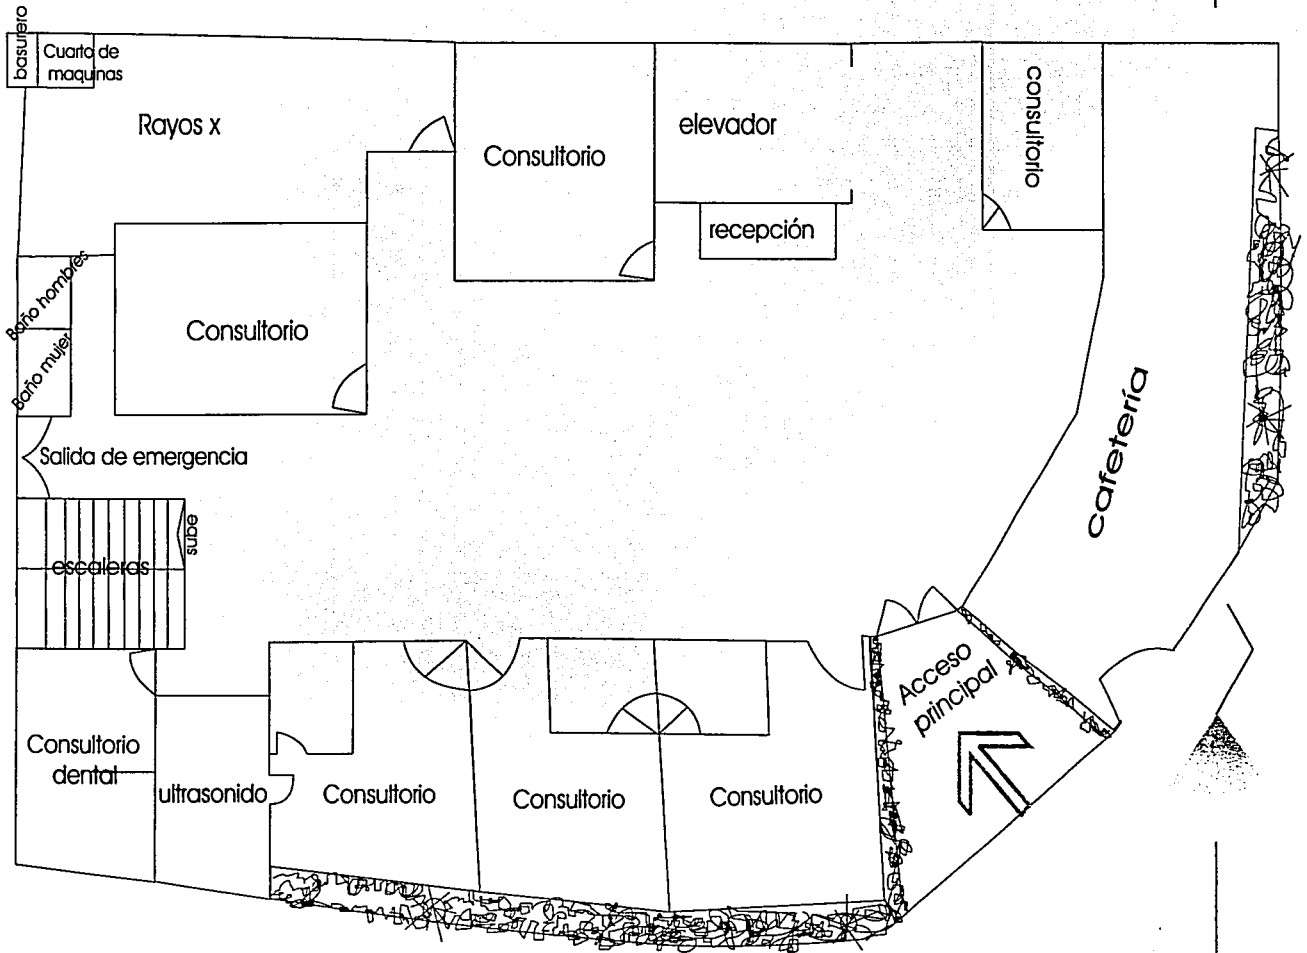 basurero
Cuarto de
maquinas
Rayos x
Consultorio
elevador
consultorio
recepción
Baño hombres
Baño mujer
Consultorio
cafetería
Salida de emergencia
sube
escaleras
Acceso
principal
Consultorio
dental
ultrasonido
Consultorio
Consultorio
Consultorio